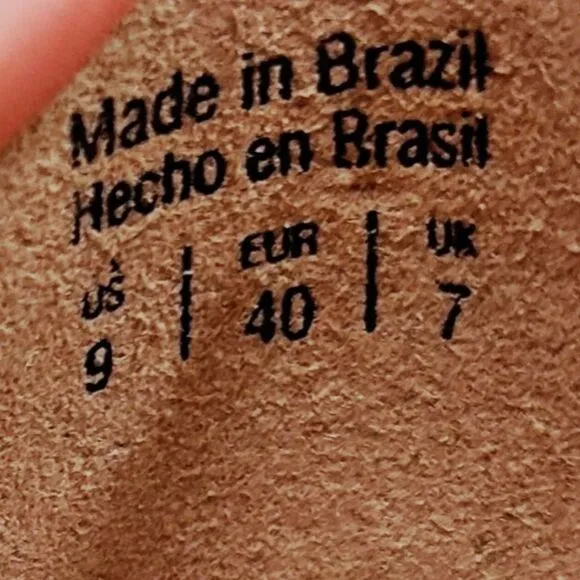 Made in Brazil
Hecho en Brasil
US | EUR | UK
9 | 40 | 7